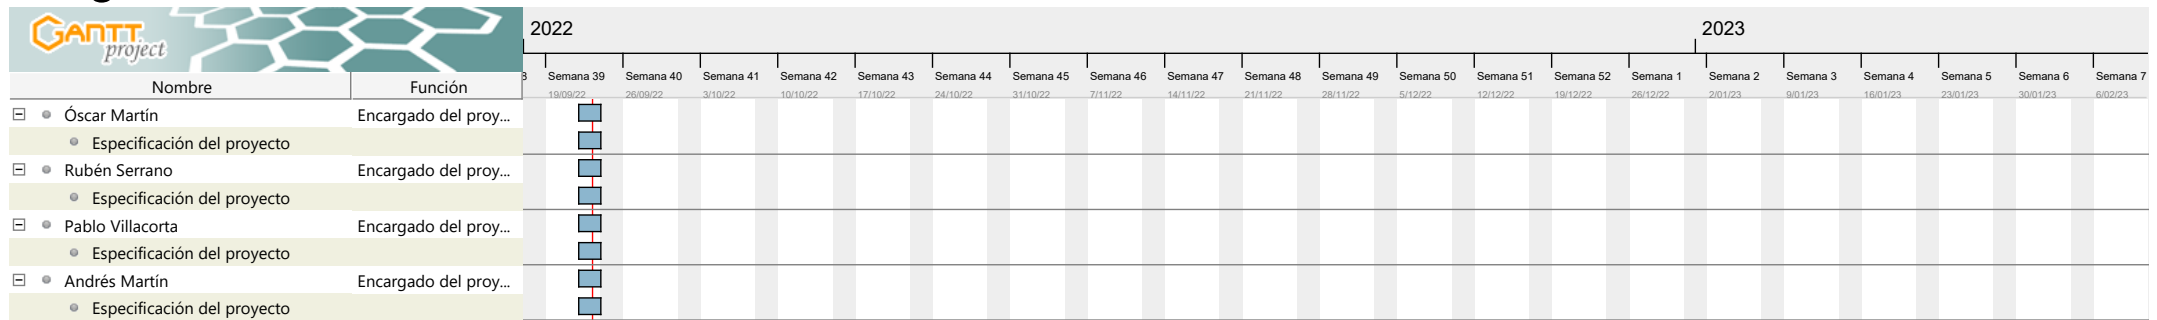 GANTT
project
2022 2023
Nombre Función
3 Semana 39 Semana 40 Semana 41 Semana 42 Semana 43 Semana 44 Semana 45 Semana 46 Semana 47 Semana 48 Semana 49 Semana 50 Semana 51 Semana 52 Semana 1 Semana 2 Semana 3 Semana 4 Semana 5 Semana 6 Semana 7
19/09/22 26/09/22 3/10/22 10/10/22 17/10/22 24/10/22 31/10/22 7/11/22 14/11/22 21/11/22 28/11/22 5/12/22 12/12/22 19/12/22 26/12/22 2/01/23 9/01/23 16/01/23 23/01/23 30/01/23 6/02/23
Óscar Martín Encargado del proy...
Especificación del proyecto
Rubén Serrano Encargado del proy...
Especificación del proyecto
Pablo Villacorta Encargado del proy...
Especificación del proyecto
Andrés Martín Encargado del proy...
Especificación del proyecto